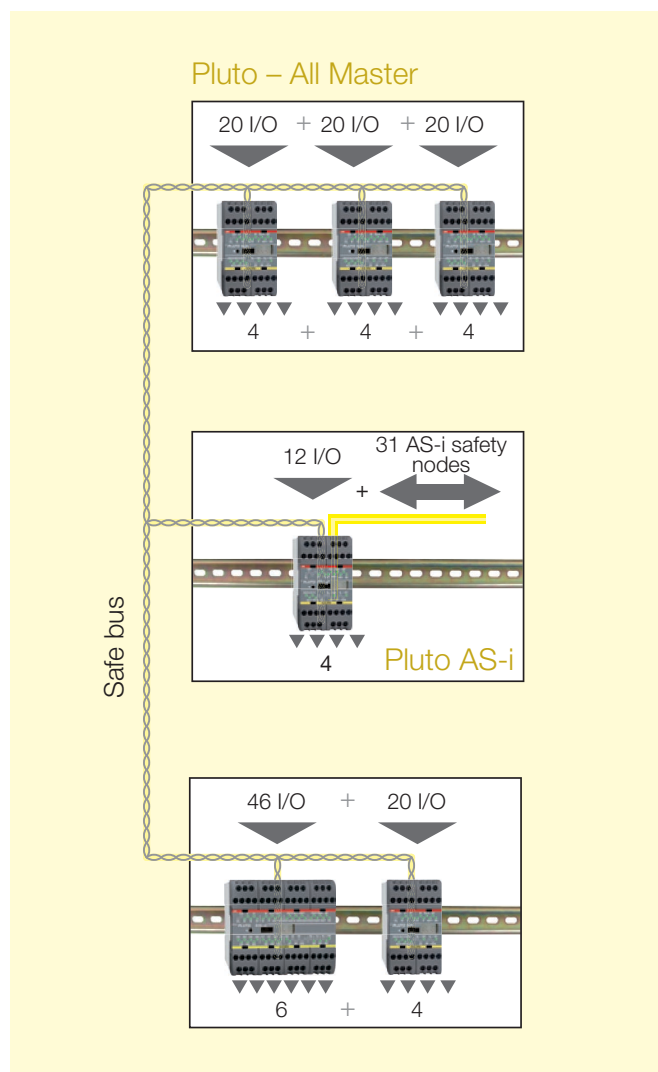 Pluto – All Master
20 I/O + 20 I/O + 20 I/O
4 + 4 + 4
12 I/O + 31 AS-i safety
nodes
4
Pluto AS-i
Safe bus
46 I/O + 20 I/O
6 + 4